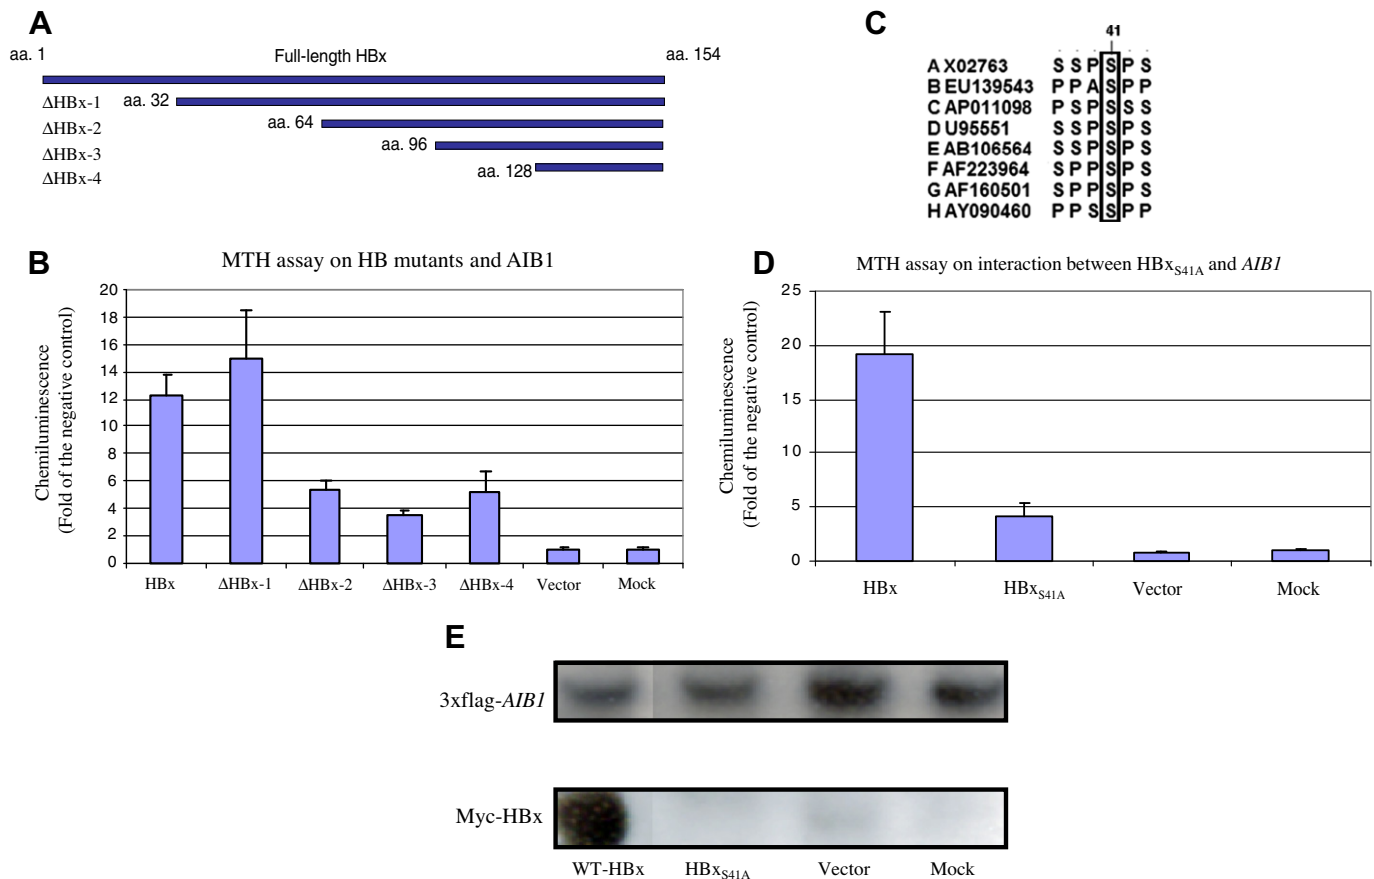 A
aa. 1
Full-length HBx
aa. 154
ΔHBx-1
aa. 32
ΔHBx-2
aa. 64
ΔHBx-3
aa. 96
ΔHBx-4
aa. 128
C
41
A X02763 S S P S P S
B EU139543 P P A S P P
C AP011098 P S P S S S
D U95551 S S P S P S
E AB106564 S S P S P S
F AF223964 S P P S P S
G AF160501 S P P S P S
H AY090460 P P S S P P
B
MTH assay on HB mutants and AIB1
Chemiluminescence
(Fold of the negative control)
20
18
16
14
12
10
8
6
4
2
0
HBx ΔHBx-1 ΔHBx-2 ΔHBx-3 ΔHBx-4 Vector Mock
D
MTH assay on interaction between HBxS41A and AIB1
Chemiluminescence
(Fold of the negative control)
25
20
15
10
5
0
HBx HBxS41A Vector Mock
E
3xflag-AIB1
Myc-HBx
WT-HBx HBxS41A Vector Mock